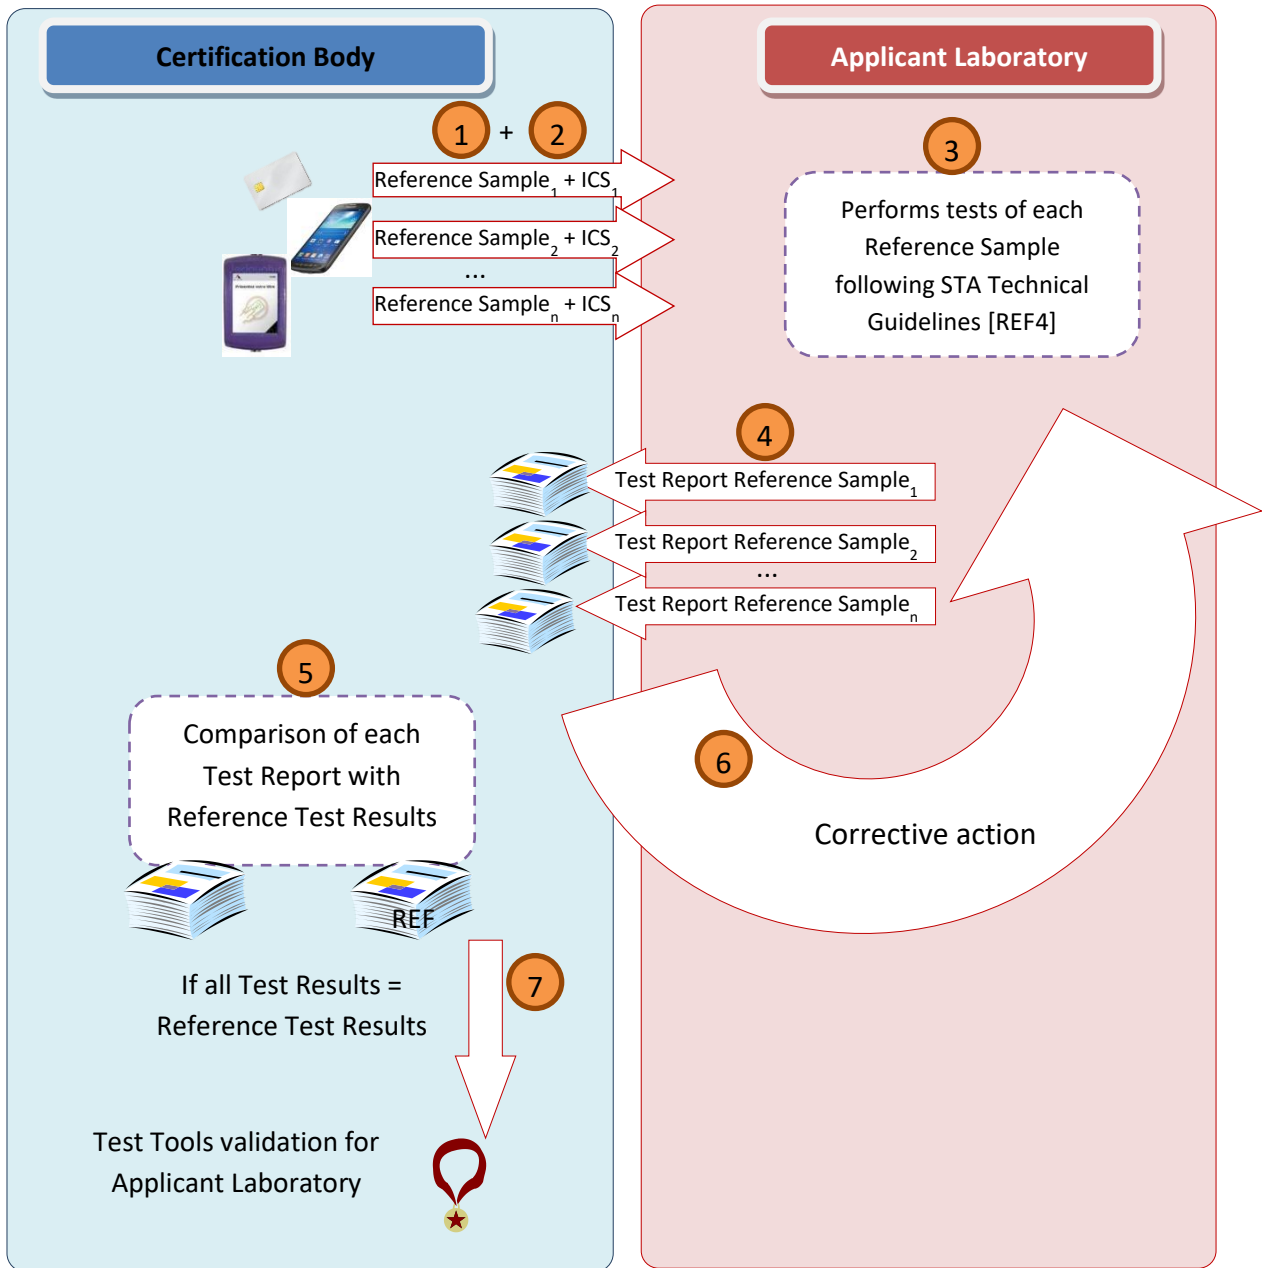 Certification Body
Applicant Laboratory
1 + 2
3
Reference Sample1 + ICS1
Reference Sample2 + ICS2
...
Reference Samplen + ICSn
Performs tests of each
Reference Sample
following STA Technical
Guidelines [REF4]
4
Test Report Reference Sample1
Test Report Reference Sample2
...
Test Report Reference Samplen
5
Comparison of each
Test Report with
Reference Test Results
REF
6
Corrective action
7
If all Test Results =
Reference Test Results
Test Tools validation for
Applicant Laboratory